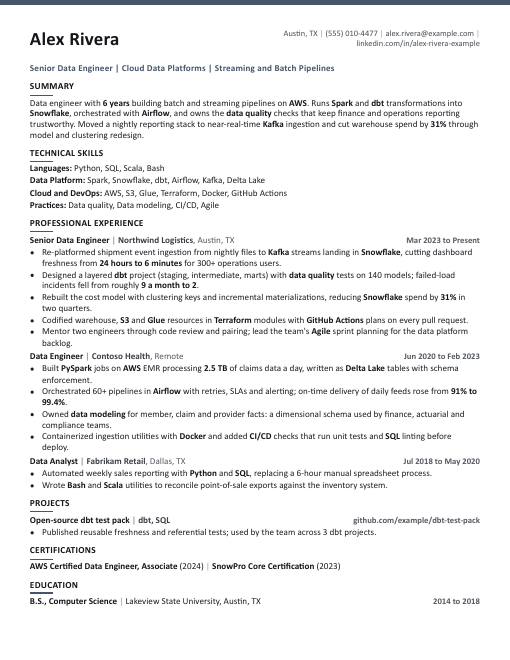 Alex Rivera
Austin, TX | (555) 010-4477 | alex.rivera@example.com |
linkedin.com/in/alex-rivera-example
Senior Data Engineer | Cloud Data Platforms | Streaming and Batch Pipelines
SUMMARY
Data engineer with 6 years building batch and streaming pipelines on AWS. Runs Spark and dbt transformations into
Snowflake, orchestrated with Airflow, and owns the data quality checks that keep finance and operations reporting
trustworthy. Moved a nightly reporting stack to near-real-time Kafka ingestion and cut warehouse spend by 31% through
model and clustering redesign.
TECHNICAL SKILLS
Languages: Python, SQL, Scala, Bash
Data Platform: Spark, Snowflake, dbt, Airflow, Kafka, Delta Lake
Cloud and DevOps: AWS, S3, Glue, Terraform, Docker, GitHub Actions
Practices: Data quality, Data modeling, CI/CD, Agile
PROFESSIONAL EXPERIENCE
Senior Data Engineer | Northwind Logistics, Austin, TX Mar 2023 to Present
• Re-platformed shipment event ingestion from nightly files to Kafka streams landing in Snowflake, cutting dashboard
freshness from 24 hours to 6 minutes for 300+ operations users.
• Designed a layered dbt project (staging, intermediate, marts) with data quality tests on 140 models; failed-load
incidents fell from roughly 9 a month to 2.
• Rebuilt the cost model with clustering keys and incremental materializations, reducing Snowflake spend by 31% in
two quarters.
• Codified warehouse, S3 and Glue resources in Terraform modules with GitHub Actions plans on every pull request.
• Mentor two engineers through code review and pairing; lead the team's Agile sprint planning for the data platform
backlog.
Data Engineer | Contoso Health, Remote Jun 2020 to Feb 2023
• Built PySpark jobs on AWS EMR processing 2.5 TB of claims data a day, written as Delta Lake tables with schema
enforcement.
• Orchestrated 60+ pipelines in Airflow with retries, SLAs and alerting; on-time delivery of daily feeds rose from 91% to
99.4%.
• Owned data modeling for member, claim and provider facts: a dimensional schema used by finance, actuarial and
compliance teams.
• Containerized ingestion utilities with Docker and added CI/CD checks that run unit tests and SQL linting before
deploy.
Data Analyst | Fabrikam Retail, Dallas, TX Jul 2018 to May 2020
• Automated weekly sales reporting with Python and SQL, replacing a 6-hour manual spreadsheet process.
• Wrote Bash and Scala utilities to reconcile point-of-sale exports against the inventory system.
PROJECTS
Open-source dbt test pack | dbt, SQL github.com/example/dbt-test-pack
• Published reusable freshness and referential tests; used by the team across 3 dbt projects.
CERTIFICATIONS
AWS Certified Data Engineer, Associate (2024) | SnowPro Core Certification (2023)
EDUCATION
B.S., Computer Science | Lakeview State University, Austin, TX 2014 to 2018